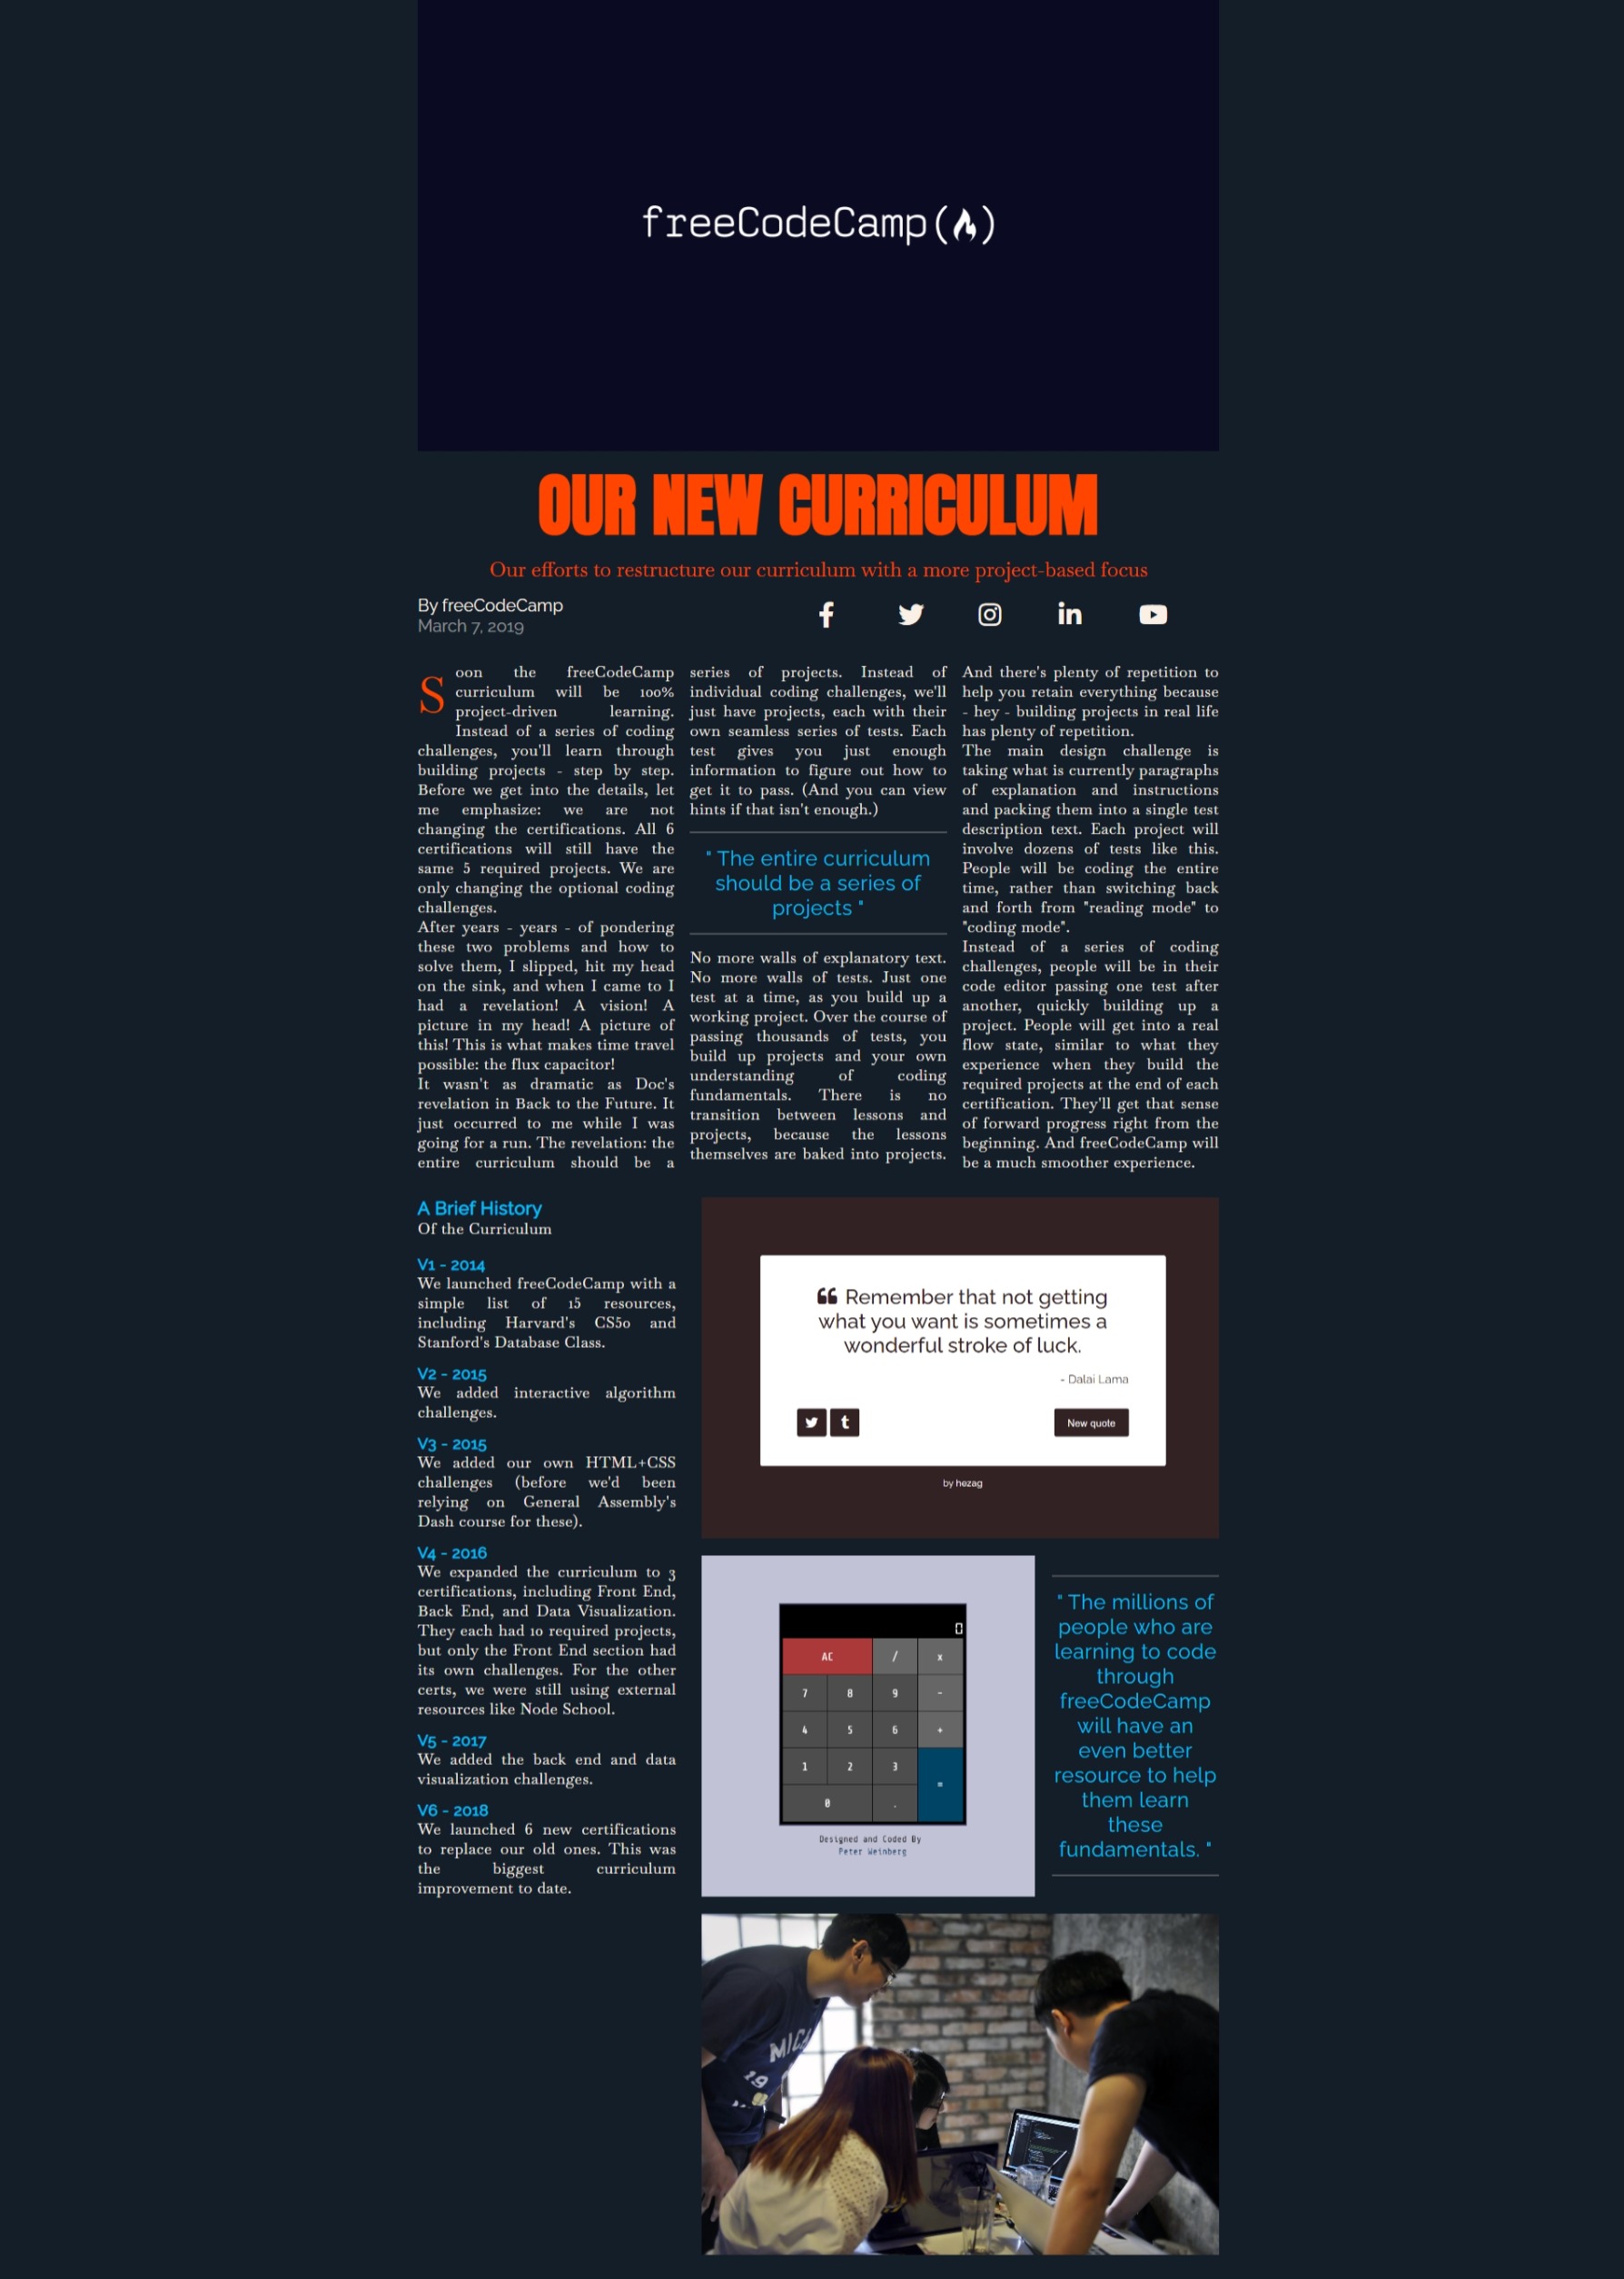 freeCodeCamp()
OUR NEW CURRICULUM
Our efforts to restructure our curriculum with a more project-based focus
By freeCodeCamp
March 7, 2019
Soon the freeCodeCamp
curriculum will be 100%
project-driven learning.
Instead of a series of coding
challenges, you'll learn through
building projects - step by step.
Before we get into the details, let
me emphasize: we are not
changing the certifications. All 6
certifications will still have the
same 5 required projects. We are
only changing the optional coding
challenges.
After years - years - of pondering
these two problems and how to
solve them, I slipped, hit my head
on the sink, and when I came to I
had a revelation! A vision! A
picture in my head! A picture of
this! This is what makes time travel
possible: the flux capacitor!
It wasn't as dramatic as Doc's
revelation in Back to the Future. It
just occurred to me while I was
going for a run. The revelation: the
entire curriculum should be a
series of projects. Instead of
individual coding challenges, we'll
just have projects, each with their
own seamless series of tests. Each
test gives you just enough
information to figure out how to
get it to pass. (And you can view
hints if that isn't enough.)
" The entire curriculum
should be a series of
projects "
No more walls of explanatory text.
No more walls of tests. Just one
test at a time, as you build up a
working project. Over the course of
passing thousands of tests, you
build up projects and your own
understanding of coding
fundamentals. There is no
transition between lessons and
projects, because the lessons
themselves are baked into projects.
And there's plenty of repetition to
help you retain everything because
- hey - building projects in real life
has plenty of repetition.
The main design challenge is
taking what is currently paragraphs
of explanation and instructions
and packing them into a single test
description text. Each project will
involve dozens of tests like this.
People will be coding the entire
time, rather than switching back
and forth from "reading mode" to
"coding mode".
Instead of a series of coding
challenges, people will be in their
code editor passing one test after
another, quickly building up a
project. People will get into a real
flow state, similar to what they
experience when they build the
required projects at the end of each
certification. They'll get that sense
of forward progress right from the
beginning. And freeCodeCamp will
be a much smoother experience.
A Brief History
Of the Curriculum
V1 - 2014
We launched freeCodeCamp with a
simple list of 15 resources,
including Harvard's CS50 and
Stanford's Database Class.
V2 - 2015
We added interactive algorithm
challenges.
V3 - 2015
We added our own HTML+CSS
challenges (before we'd been
relying on General Assembly's
Dash course for these).
V4 - 2016
We expanded the curriculum to 3
certifications, including Front End,
Back End, and Data Visualization.
They each had 10 required projects,
but only the Front End section had
its own challenges. For the other
certs, we were still using external
resources like Node School.
V5 - 2017
We added the back end and data
visualization challenges.
V6 - 2018
We launched 6 new certifications
to replace our old ones. This was
the biggest curriculum
improvement to date.
“ Remember that not getting
what you want is sometimes a
wonderful stroke of luck.
- Dalai Lama
New quote
by hezag
0
AC / x
7 8 9 -
4 5 6 +
1 2 3 =
0 .
Designed and Coded By
Peter Weinberg
" The millions of
people who are
learning to code
through
freeCodeCamp
will have an
even better
resource to help
them learn
these
fundamentals. "
19